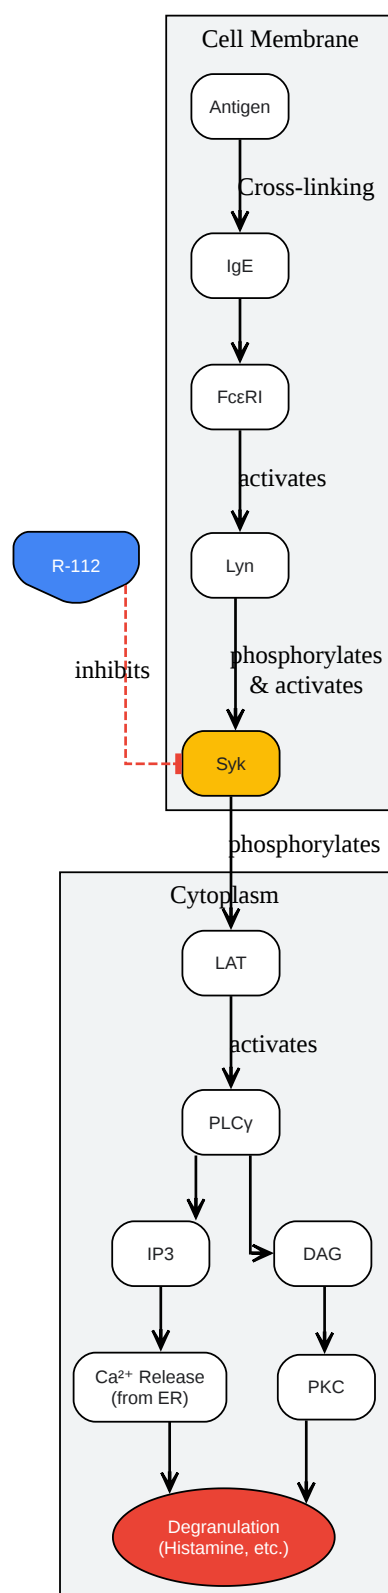 Cell Membrane
Antigen
Cross-linking
IgE
FcεRI
activates
R-112
Lyn
inhibits
phosphorylates
& activates
Syk
phosphorylates
Cytoplasm
LAT
activates
PLCγ
IP3
DAG
Ca²⁺ Release
(from ER)
PKC
Degranulation
(Histamine, etc.)